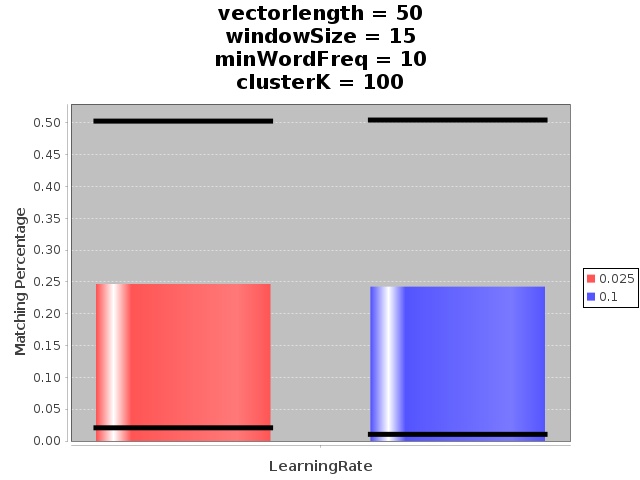 vectorlength = 50
windowSize = 15
minWordFreq = 10
clusterK = 100
0.50
0.45
0.40
0.35
0.30
0.25
0.20
0.15
0.10
0.05
0.00
Matching Percentage
LearningRate
0.025
0.1